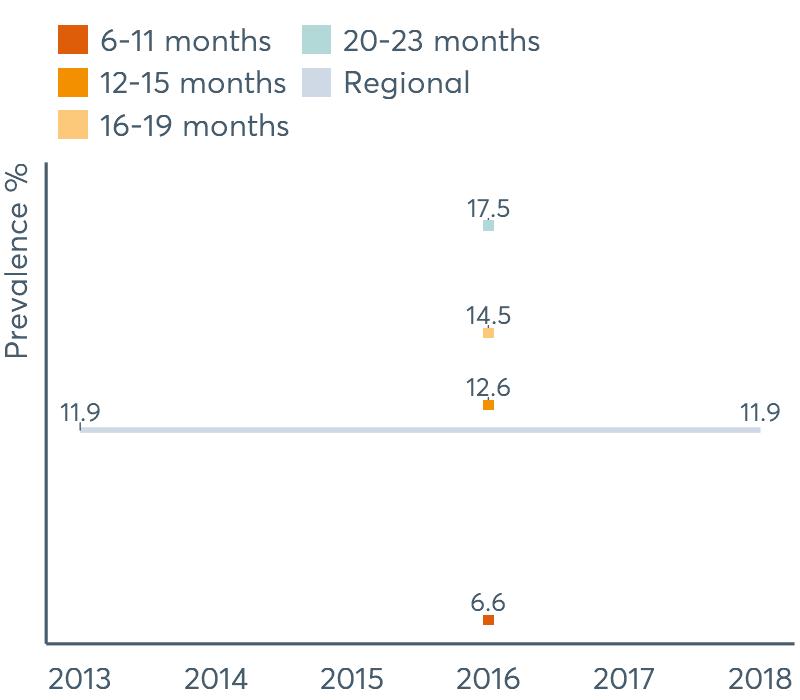 6-11 months
20-23 months
12-15 months
Regional
16-19 months
Prevalence %
17.5
14.5
12.6
11.9
11.9
6.6
2013 2014 2015 2016 2017 2018